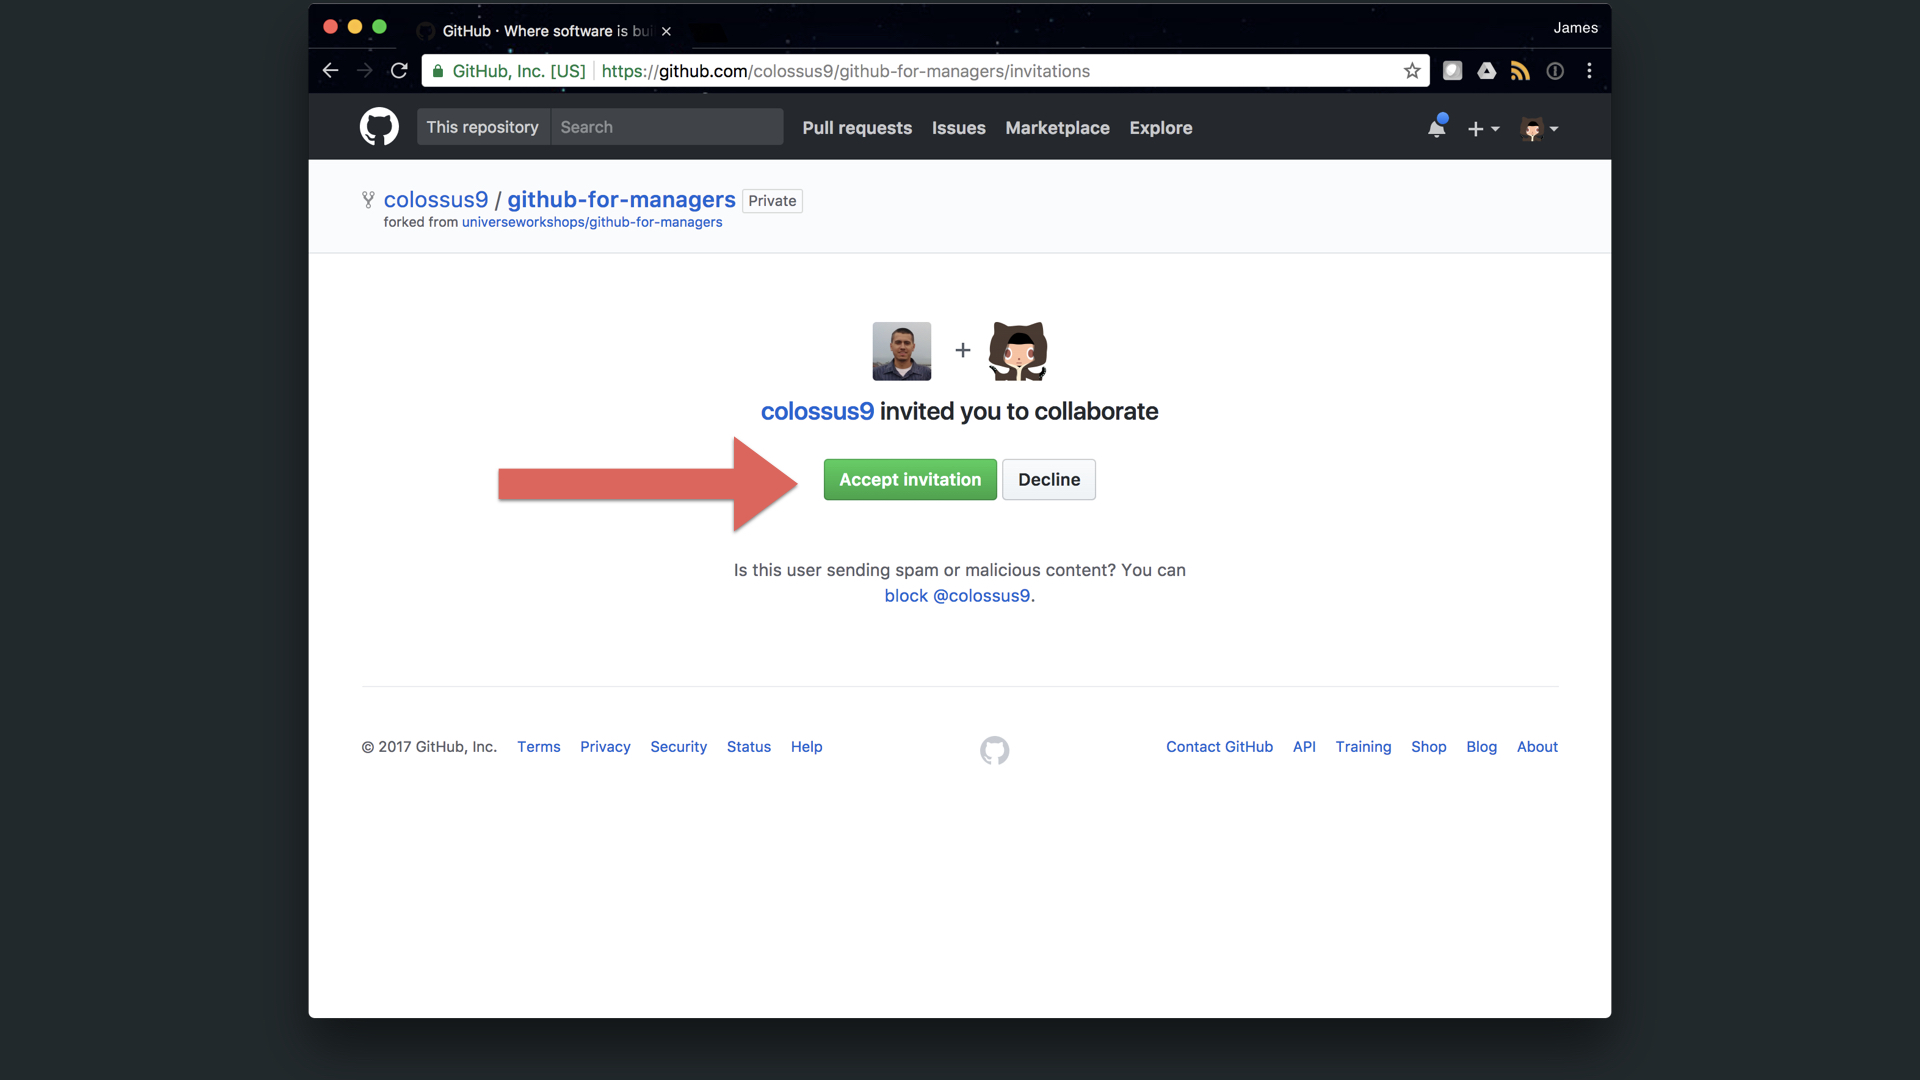 GitHub · Where software is bui
James
GitHub, Inc. [US] https://github.com/colossus9/github-for-managers/invitations
This repository Search Pull requests Issues Marketplace Explore
colossus9 / github-for-managers Private
forked from universeworkshops/github-for-managers
colossus9 invited you to collaborate
Accept invitation Decline
Is this user sending spam or malicious content? You can
block @colossus9.
© 2017 GitHub, Inc. Terms Privacy Security Status Help Contact GitHub API Training Shop Blog About